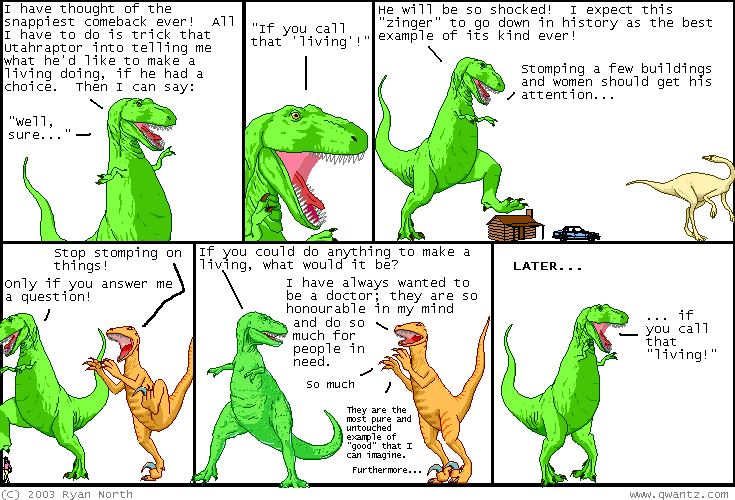 I have thought of the
snappiest comeback ever!  All
I have to do is trick that
Utahraptor into telling me
what he'd like to make a
living doing, if he had a
choice.  Then I can say:
"Well,
sure..."
"If you call
that 'living'!"
He will be so shocked!  I expect this
"zinger" to go down in history as the best
example of its kind ever!
Stomping a few buildings
and women should get his
attention...
Stop stomping on
things!
Only if you answer me
a question!
If you could do anything to make a
living, what would it be?
I have always wanted to
be a doctor; they are so
honourable in my mind
and do so
much for
people in
need.
So much
They are the
most pure and
untouched
example of
"good" that I
can imagine.
Furthermore...
LATER...
... if
you call
that
"living!"
(C) 2003 Ryan North
www.qwantz.com